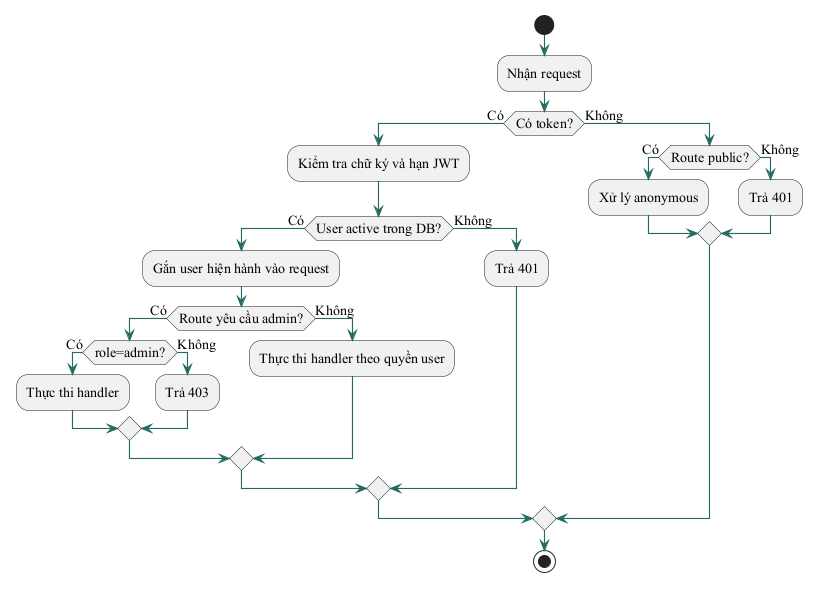 Nhận request
Có
Có token?
Không
Kiểm tra chữ ký và hạn JWT
Có
Route public?
Không
Xử lý anonymous
Trả 401
Có
User active trong DB?
Không
Gắn user hiện hành vào request
Trả 401
Có
Route yêu cầu admin?
Không
Có
role=admin?
Không
Thực thi handler theo quyền user
Thực thi handler
Trả 403